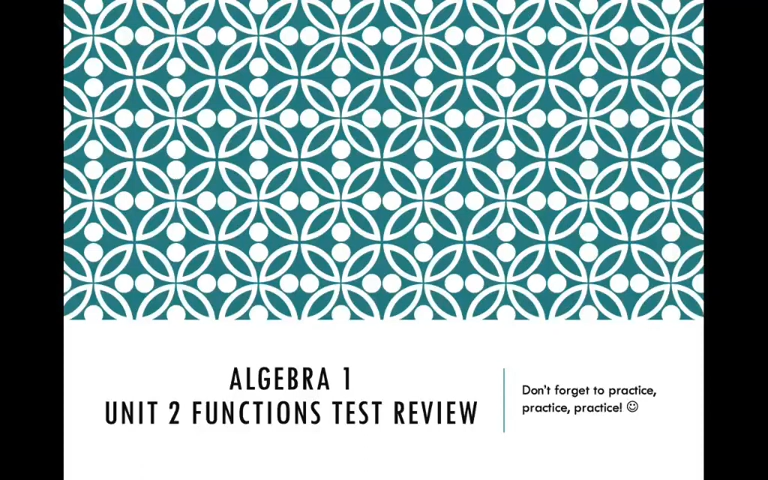 ALGEBRA 1
UNIT 2 FUNCTIONS TEST REVIEW
Don't forget to practice,
practice, practice! ☺